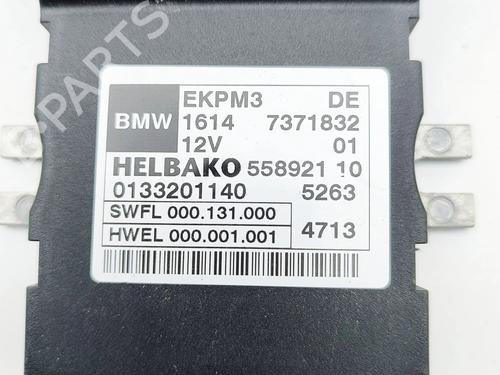 B-PARTS
EKPM3 DE
BMW 1614 7371832
12V 01
HELBAKO 558921 10
0133201140 5263
SWFL 000.131.000
HWEL 000.001.001 4713